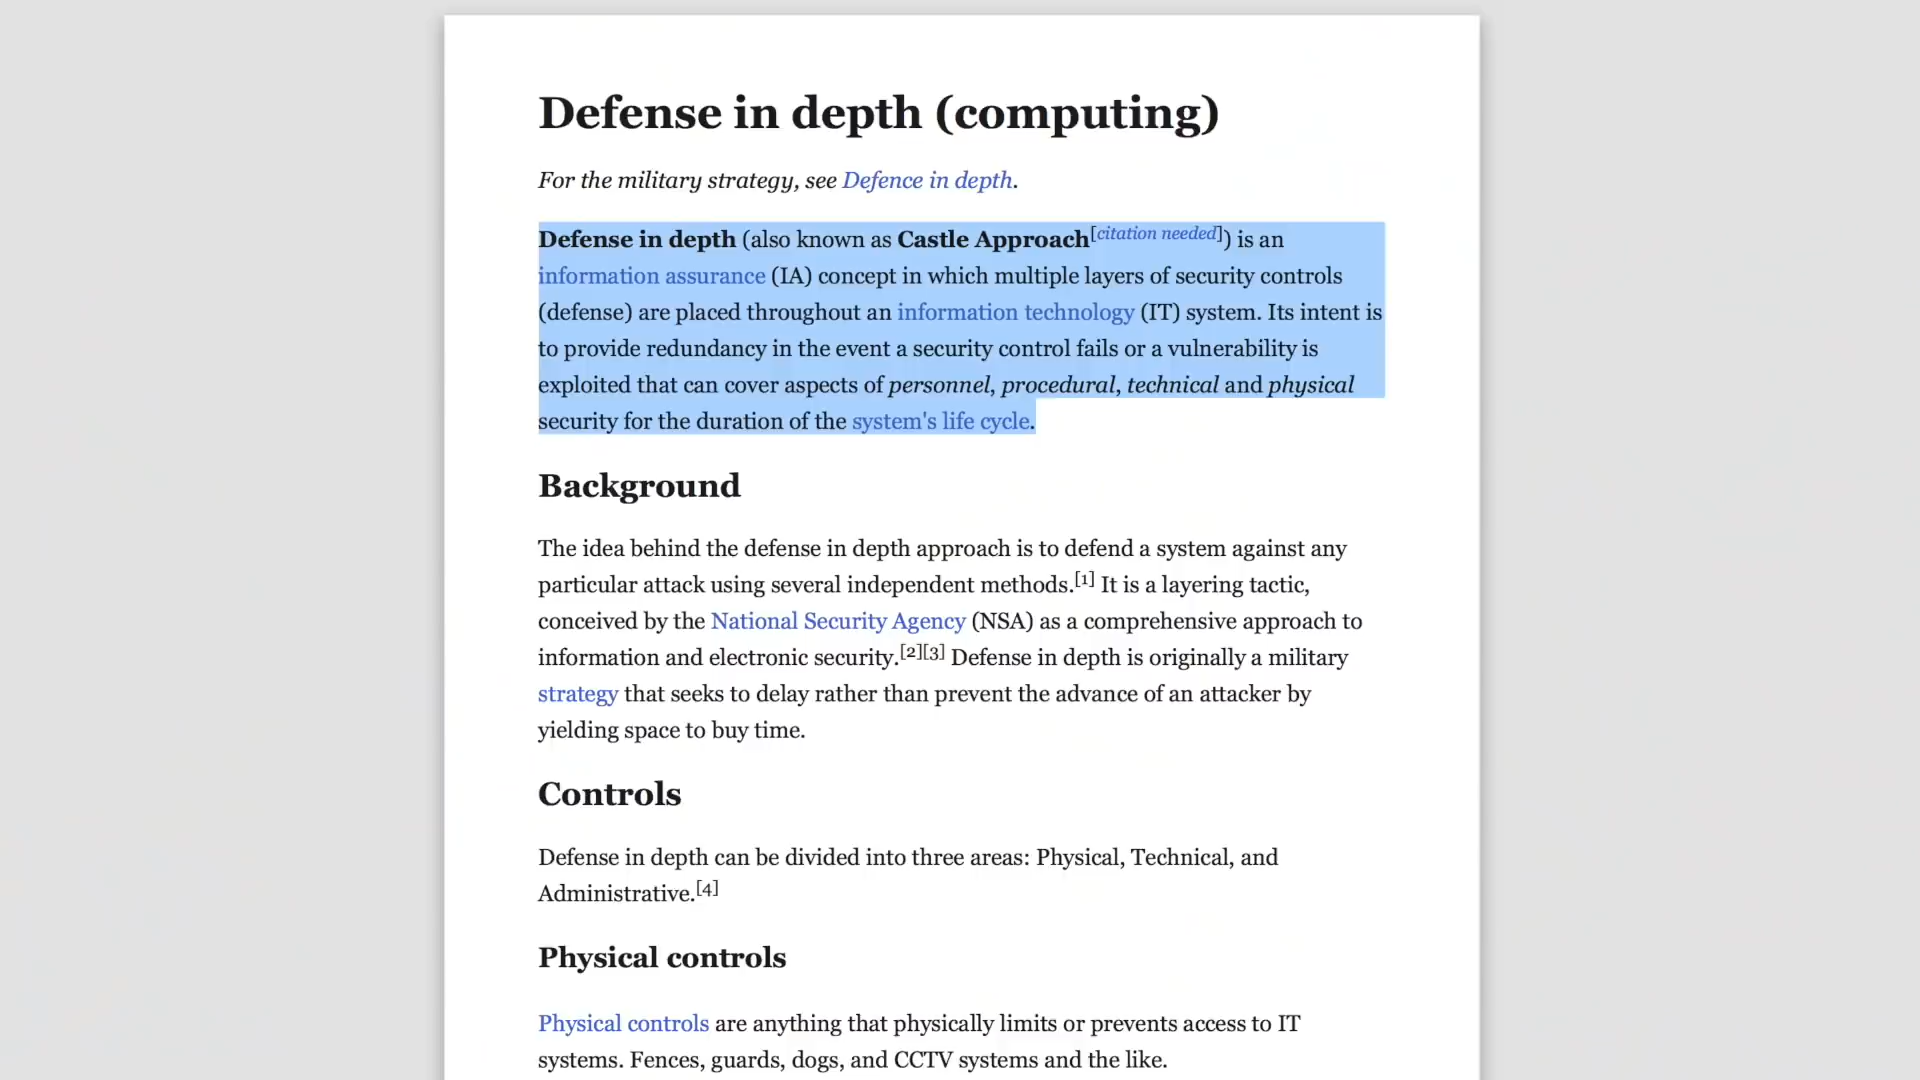 Defense in depth (computing)
For the military strategy, see Defence in depth.
Defense in depth (also known as Castle Approach[citation needed]) is an
information assurance (IA) concept in which multiple layers of security controls
(defense) are placed throughout an information technology (IT) system. Its intent is
to provide redundancy in the event a security control fails or a vulnerability is
exploited that can cover aspects of personnel, procedural, technical and physical
security for the duration of the system's life cycle.
Background
The idea behind the defense in depth approach is to defend a system against any
particular attack using several independent methods.[1] It is a layering tactic,
conceived by the National Security Agency (NSA) as a comprehensive approach to
information and electronic security.[2][3] Defense in depth is originally a military
strategy that seeks to delay rather than prevent the advance of an attacker by
yielding space to buy time.
Controls
Defense in depth can be divided into three areas: Physical, Technical, and
Administrative.[4]
Physical controls
Physical controls are anything that physically limits or prevents access to IT
systems. Fences, guards, dogs, and CCTV systems and the like.